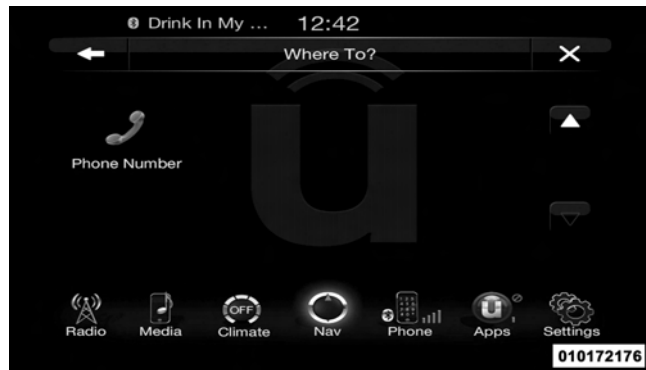 Drink In My ... 12:42
Where To?
Phone Number
OFF
Radio Media Climate Nav Phone Apps Settings
010172176